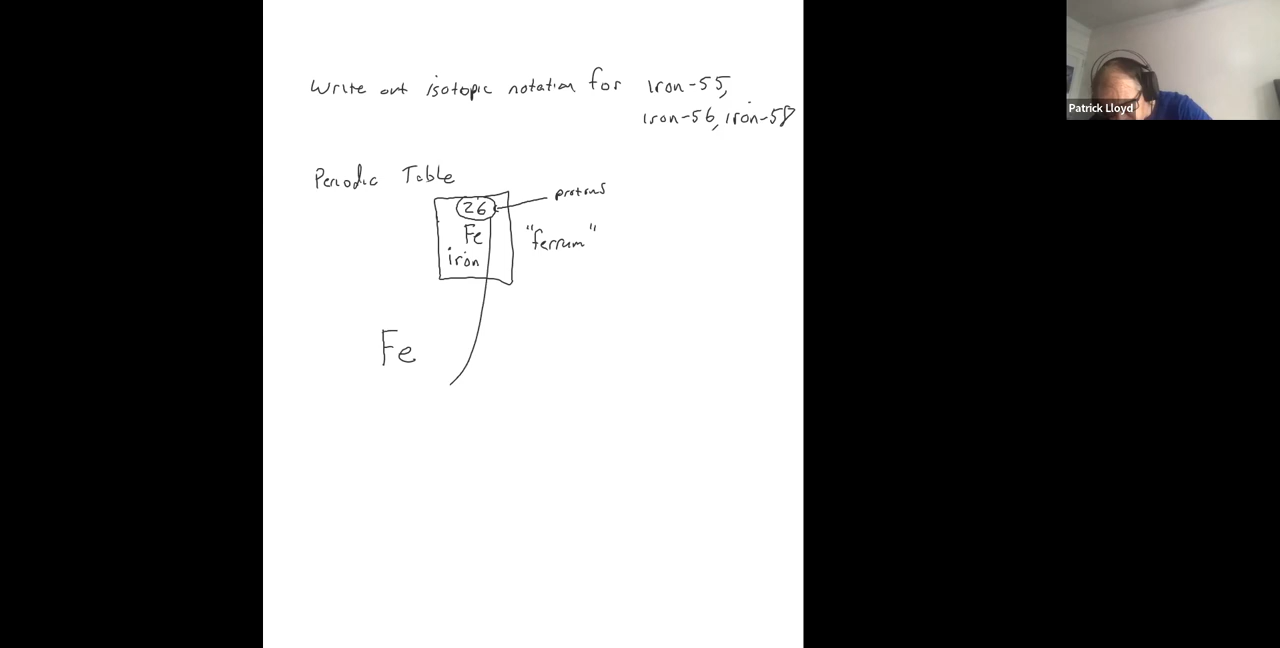 Write out isotopic notation for iron-55,
iron-56, iron-58
Periodic Table
26
protons
Fe
"ferrum"
iron
Fe
Patrick Lloyd